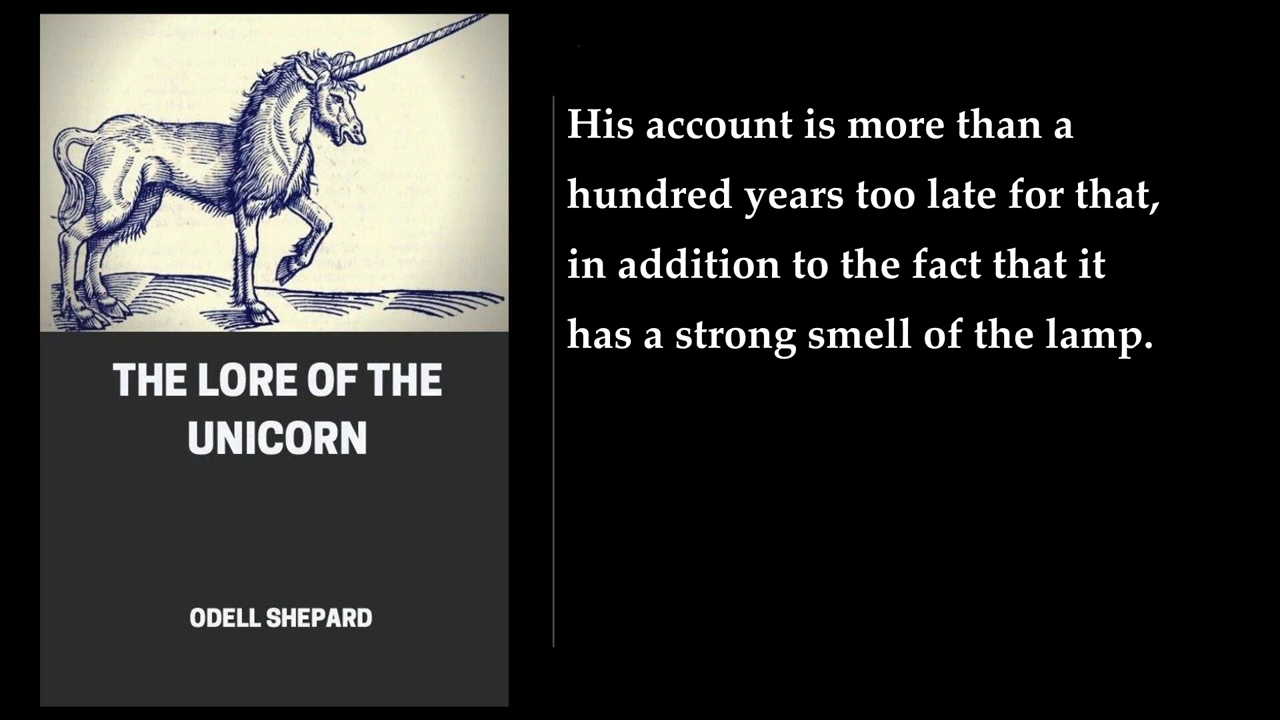 THE LORE OF THE
UNICORN
ODELL SHEPARD
His account is more than a
hundred years too late for that,
in addition to the fact that it
has a strong smell of the lamp.